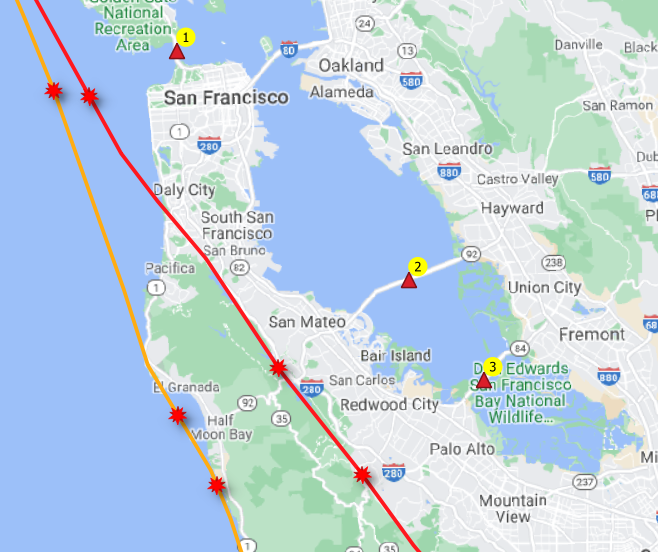 Golden Gate
National
Recreation
Area
1
80
24
13
Oakland
580
Danville
Alameda
San Francisco
San Ramon
1
280
San Leandro
880
Castro Valley
580
Daly City
Hayward
South San
Francisco
San Bruno
92
2
238
Pacifica
82
1
Union City
San Mateo
Fremont
84
Bair Island
3
Edwards
San Francisco
Bay National
Wildlife...
880
El Granada
280
San Carlos
92
35
Redwood City
Half
Moon Bay
Palo Alto
280
237
Mountain
View
1
35